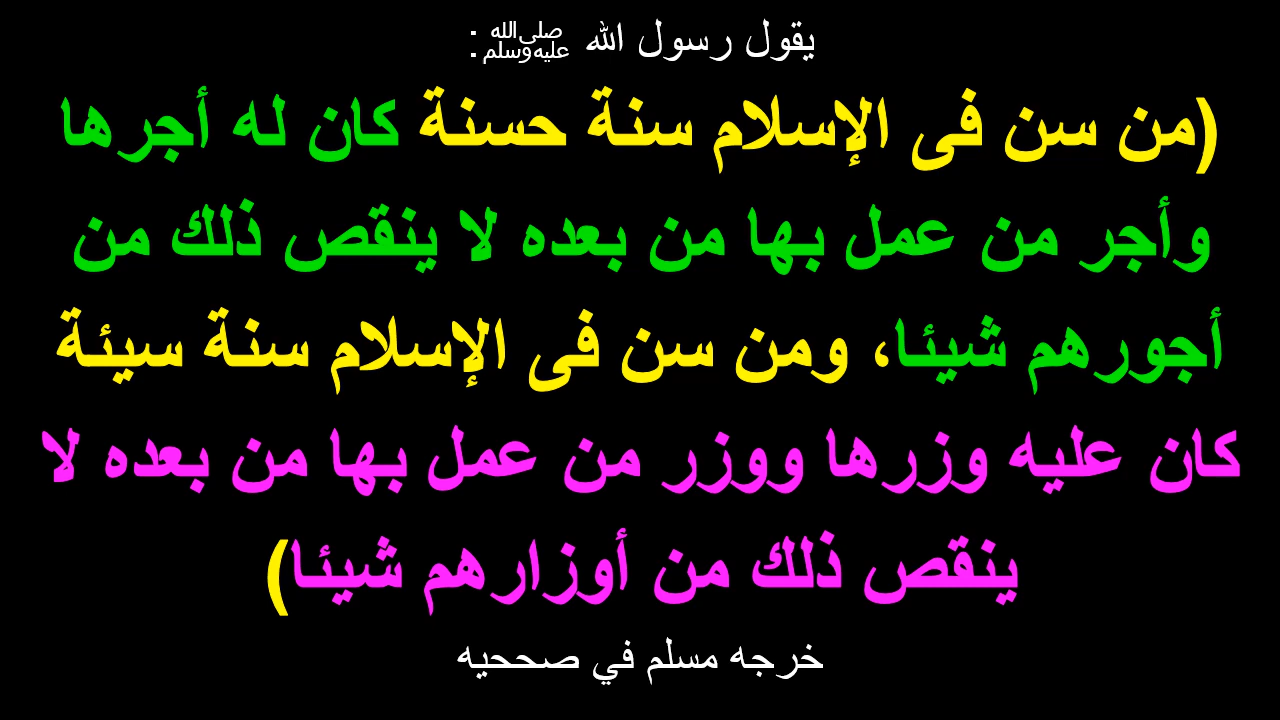 يقول رسول الله ﷺ :
(من سن فى الإسلام سنة حسنة كان له أجرها
وأجر من عمل بها من بعده لا ينقص ذلك من
أجورهم شيئا، ومن سن فى الإسلام سنة سيئة
كان عليه وزرها ووزر من عمل بها من بعده لا
ينقص ذلك من أوزارهم شيئا)
خرجه مسلم في صححيه